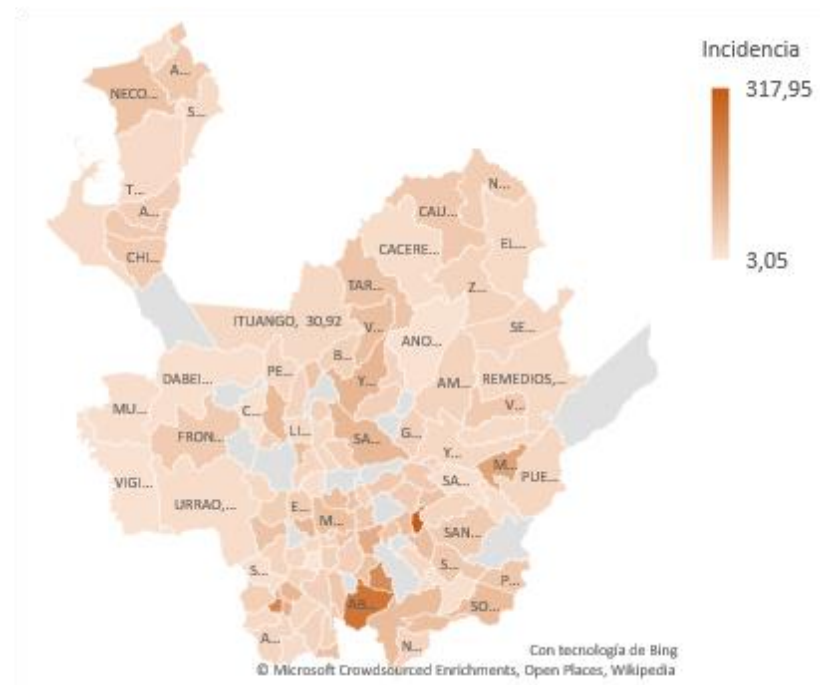 Incidencia
317,95
3,05
A...
NECO...
S...
T...
A...
CHI...
N...
CAU...
CACERE...
EL...
TAR...
Z...
ITUANGO, 30,92
V...
SE...
ANO...
B...
DABEI...
PE...
Y...
AM...
REMEDIOS,...
MU...
C...
V...
FRON...
LI...
SA...
G...
Y...
M...
VIGI...
SA...
PUE...
URRAO,...
E...
M...
SAN...
S...
S...
P...
AB...
SO...
A...
N...
Con tecnología de Bing
© Microsoft Crowdsourced Enrichments, Open Places, Wikipedia